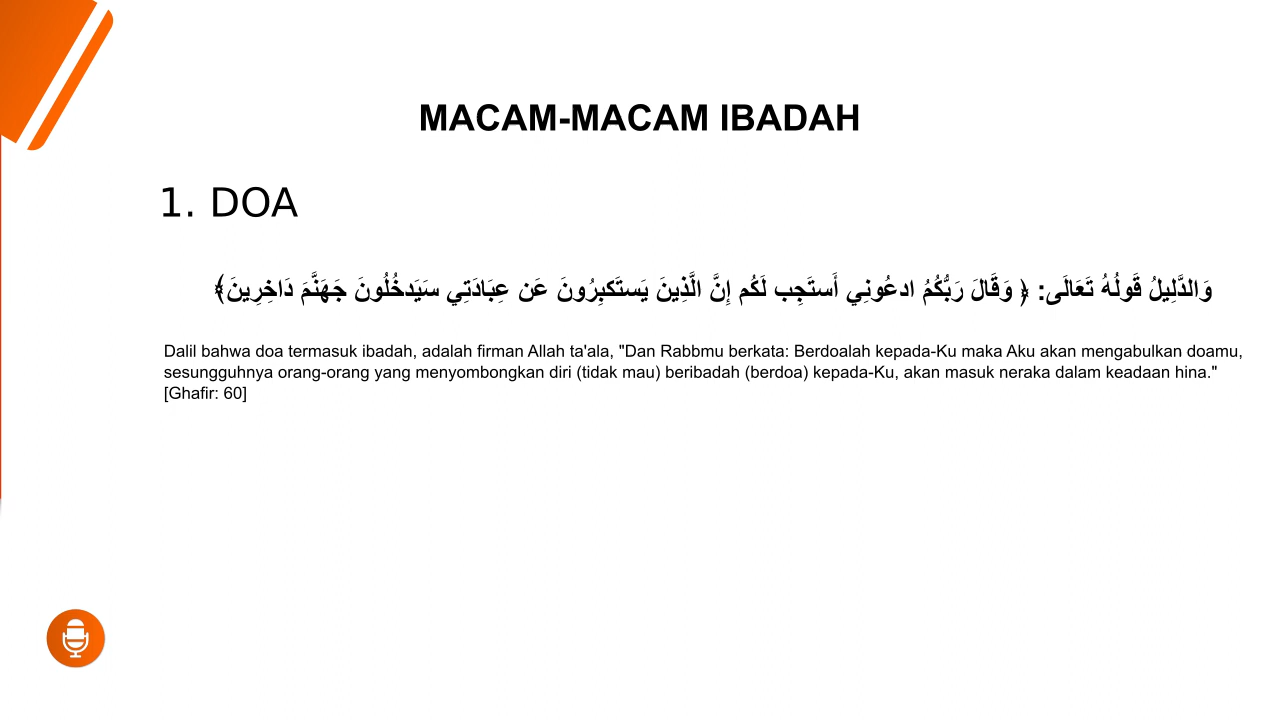 MACAM-MACAM IBADAH
1. DOA
وَالدَّلِيلُ قَولُهُ تَعَالَى: ﴿ وَقَالَ رَبُّكُمُ ادعُونِي أَستَجِب لَكُم إِنَّ الَّذِينَ يَستَكبِرُونَ عَن عِبَادَتِي سَيَدخُلُونَ جَهَنَّمَ دَاخِرِينَ﴾
Dalil bahwa doa termasuk ibadah, adalah firman Allah ta'ala, "Dan Rabbmu berkata: Berdoalah kepada-Ku maka Aku akan mengabulkan doamu,
sesungguhnya orang-orang yang menyombongkan diri (tidak mau) beribadah (berdoa) kepada-Ku, akan masuk neraka dalam keadaan hina."
[Ghafir: 60]